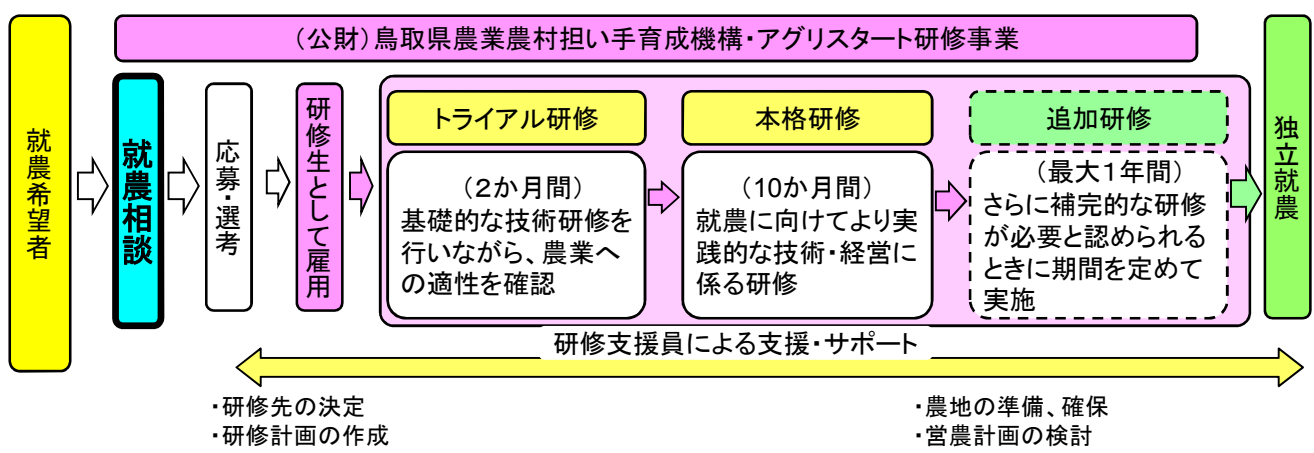 (公財)鳥取県農業農村担い手育成機構・アグリスタート研修事業
就農希望者
就農相談
応募・選考
研修生として雇用
トライアル研修
(2か月間)
基礎的な技術研修を
行いながら、農業へ
の適性を確認
本格研修
(10か月間)
就農に向けてより実
践的な技術・経営に
係る研修
追加研修
(最大1年間)
さらに補完的な研修
が必要と認められる
ときに期間を定めて
実施
独立就農
研修支援員による支援・サポート
・研修先の決定
・研修計画の作成
・農地の準備、確保
・営農計画の検討